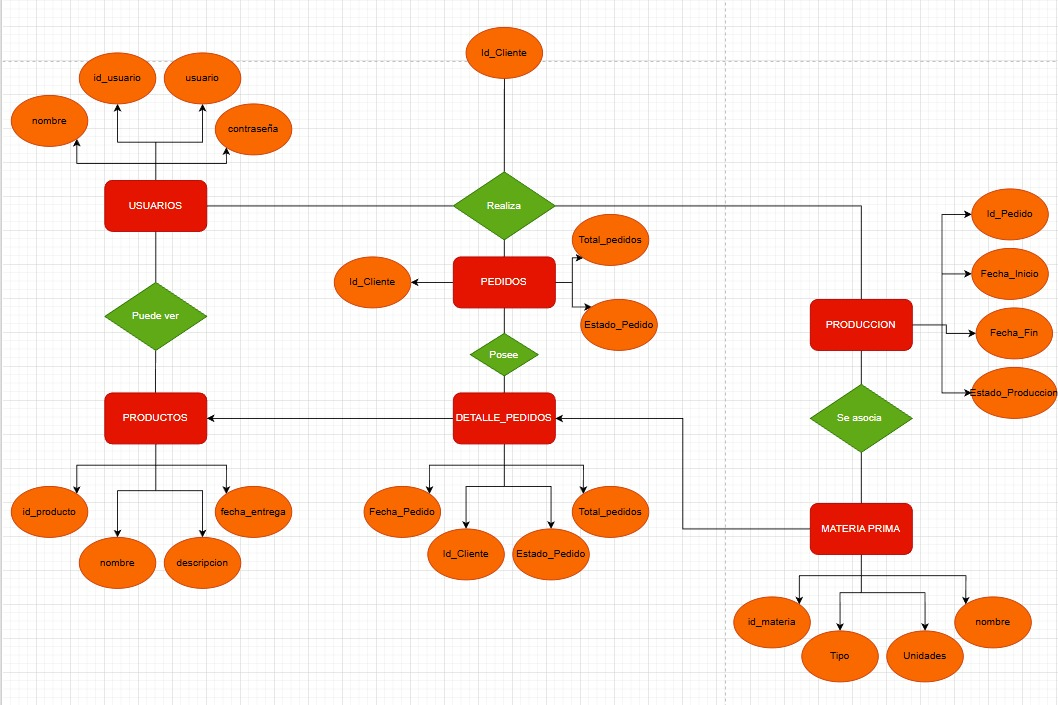 Id_Cliente
id_usuario
usuario
nombre
contraseña
USUARIOS
Realiza
Id_Pedido
Total_pedidos
Id_Cliente
PEDIDOS
Fecha_Inicio
Puede ver
Estado_Pedido
PRODUCCION
Fecha_Fin
Posee
Estado_Produccion
PRODUCTOS
DETALLE_PEDIDOS
Se asocia
id_producto
fecha_entrega
Fecha_Pedido
Total_pedidos
MATERIA PRIMA
nombre
descripcion
Id_Cliente
Estado_Pedido
id_materia
nombre
Tipo
Unidades